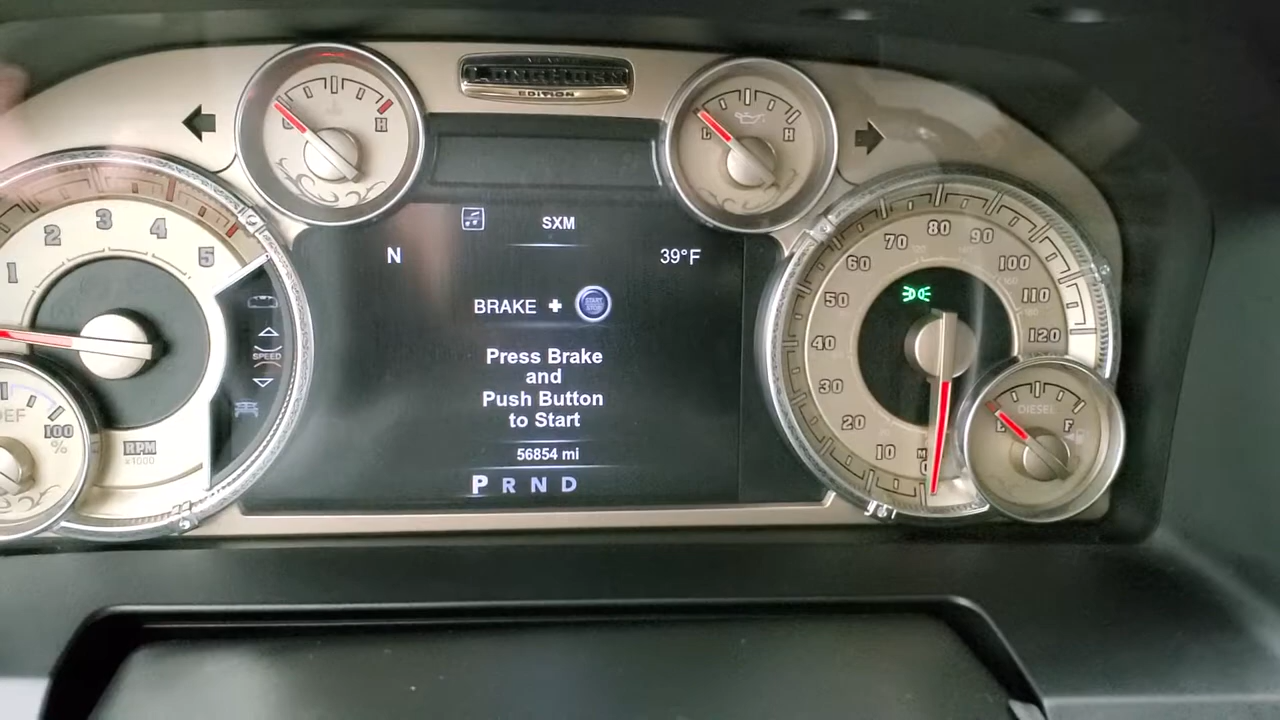 LONGHORN
EDITION
C H
L H
SXM
N 39°F
BRAKE + START STOP
Press Brake
and
Push Button
to Start
56854 mi
P R N D
1 2 3 4 5
RPM
x1000
SPEED
DEF
100
%
0 10 20 30 40 50 60 70 80 90 100 110 120
DIESEL
E F